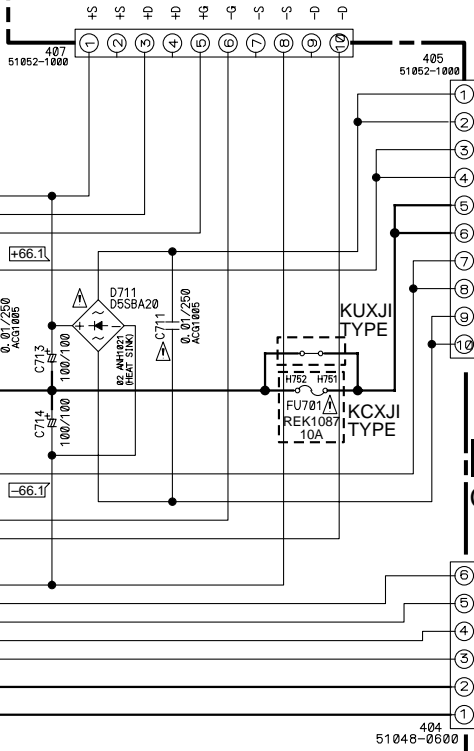 +S
+S
+D
+D
+G
-G
-S
-S
-D
-D
1
2
3
4
5
6
7
8
9
10
407
51052-1000
405
51052-1000
1
2
3
4
5
6
7
8
9
10
+66.1
0.01/250
ACG1005
D711
D5SBA20
C711
0.01/250
ACG1005
02 ANH1021
(HEAT SINK)
C713
100/100
C714
100/100
KUXJI
TYPE
H752 H751
FU701
REK1087
10A
KCXJI
TYPE
-66.1
6
5
4
3
2
1
404
51048-0600